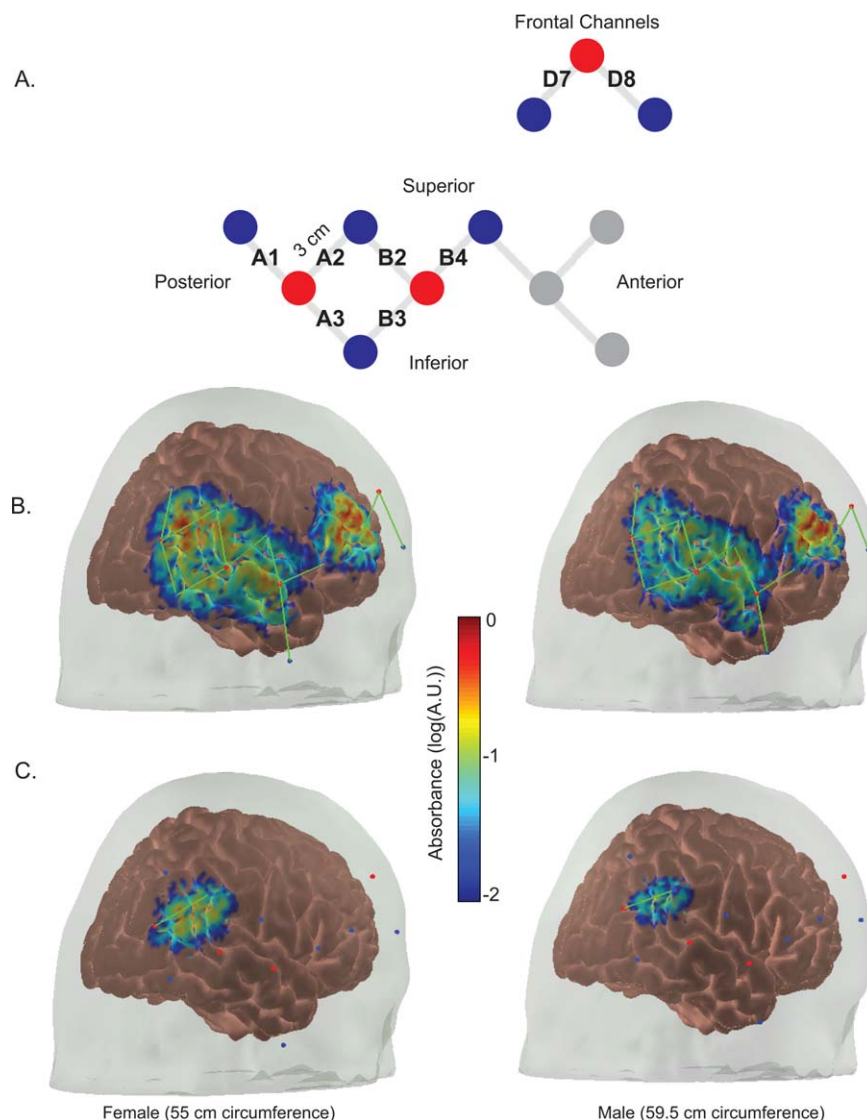 Frontal Channels
A.
D7 D8
Superior
3 cm
A1 A2 B2 B4
Posterior Anterior
A3 B3
Inferior
B.
0
Absorbance (log(A.U.))
-1
-2
C.
Female (55 cm circumference) Male (59.5 cm circumference)